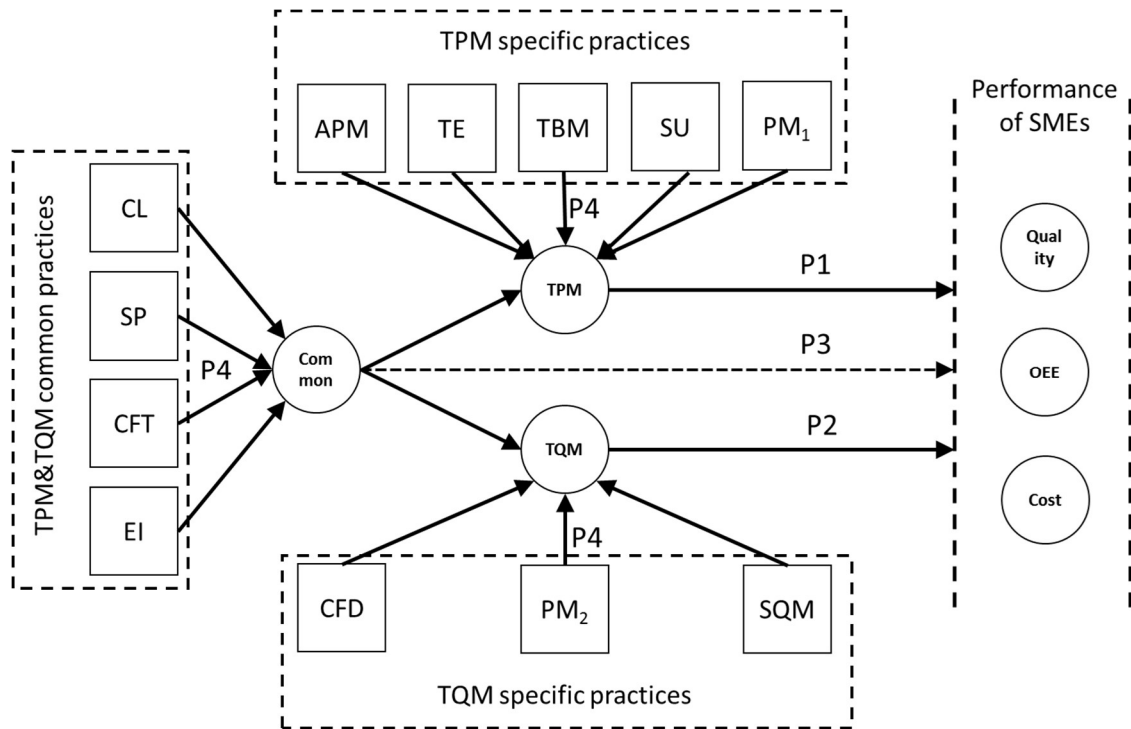 TPM specific practices
APM
TE
TBM
SU
PM₁
P4
TPM&TQM common practices
CL
SP
CFT
EI
P4
Com
mon
TPM
TQM
P1
P3
P2
Performance
of SMEs
Qual
ity
OEE
Cost
P4
CFD
PM₂
SQM
TQM specific practices